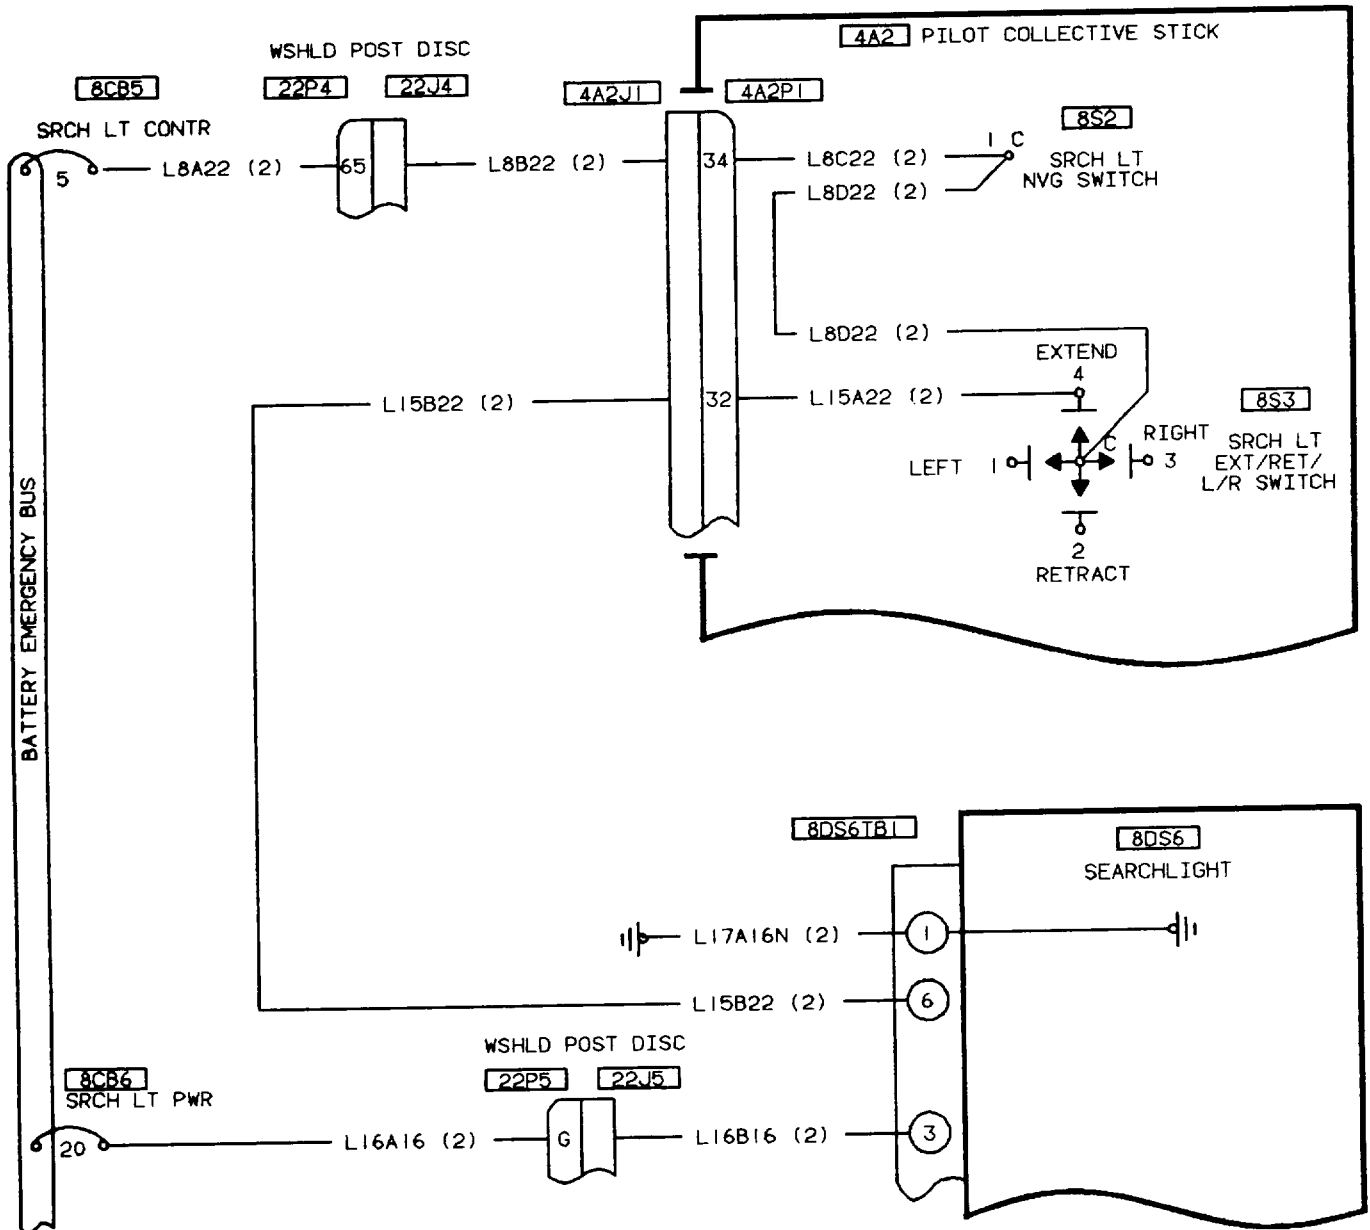 4A2 PILOT COLLECTIVE STICK
WSHLD POST DISC
8CB5
22P4
22J4
4A2J1
4A2P1
SRCH LT CONTR
8S2
5
L8A22 (2)
65
L8B22 (2)
34
L8C22 (2)
1 C
SRCH LT
NVG SWITCH
L8D22 (2)
L8D22 (2)
EXTEND
4
L15B22 (2)
32
L15A22 (2)
8S3
LEFT 1
C
RIGHT
3
SRCH LT
EXT/RET/
L/R SWITCH
2
RETRACT
BATTERY EMERGENCY BUS
8DS6TB1
8DS6
SEARCHLIGHT
L17A16N (2)
1
L15B22 (2)
6
WSHLD POST DISC
8CB6
22P5
22J5
SRCH LT PWR
20
L16A16 (2)
G
L16B16 (2)
3